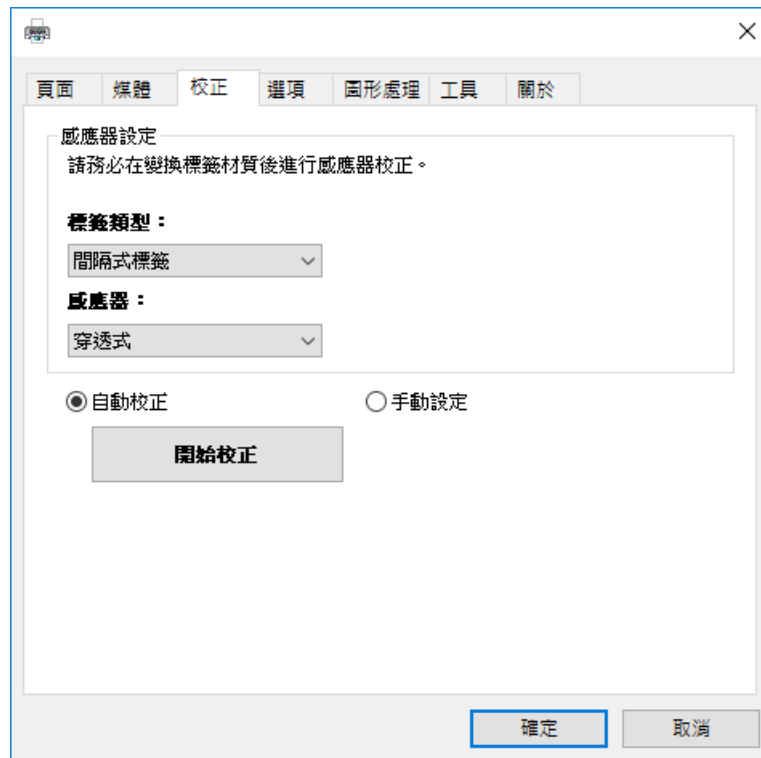 頁面 媒體 校正 選項 圖形處理 工具 關於
感應器設定
請務必在變換標籤材質後進行感應器校正。
標籤類型：
間隔式標籤
感應器：
穿透式
自動校正 手動設定
開始校正
確定 取消